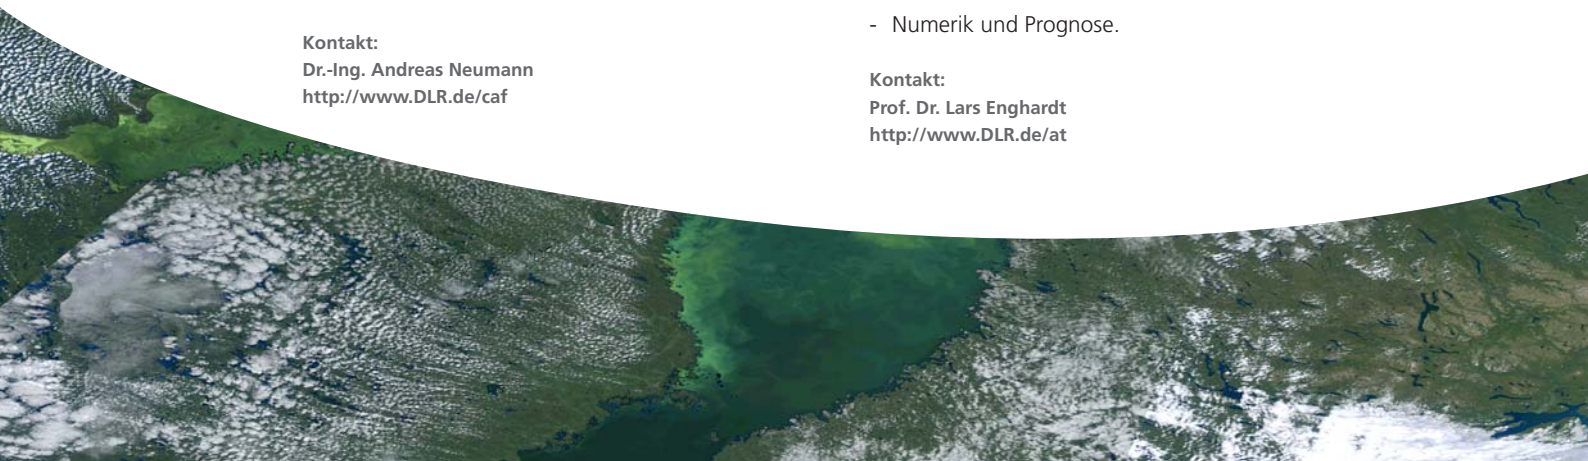 Kontakt:
Dr.-Ing. Andreas Neumann
http://www.DLR.de/caf
- Numerik und Prognose.
Kontakt:
Prof. Dr. Lars Enghardt
http://www.DLR.de/at